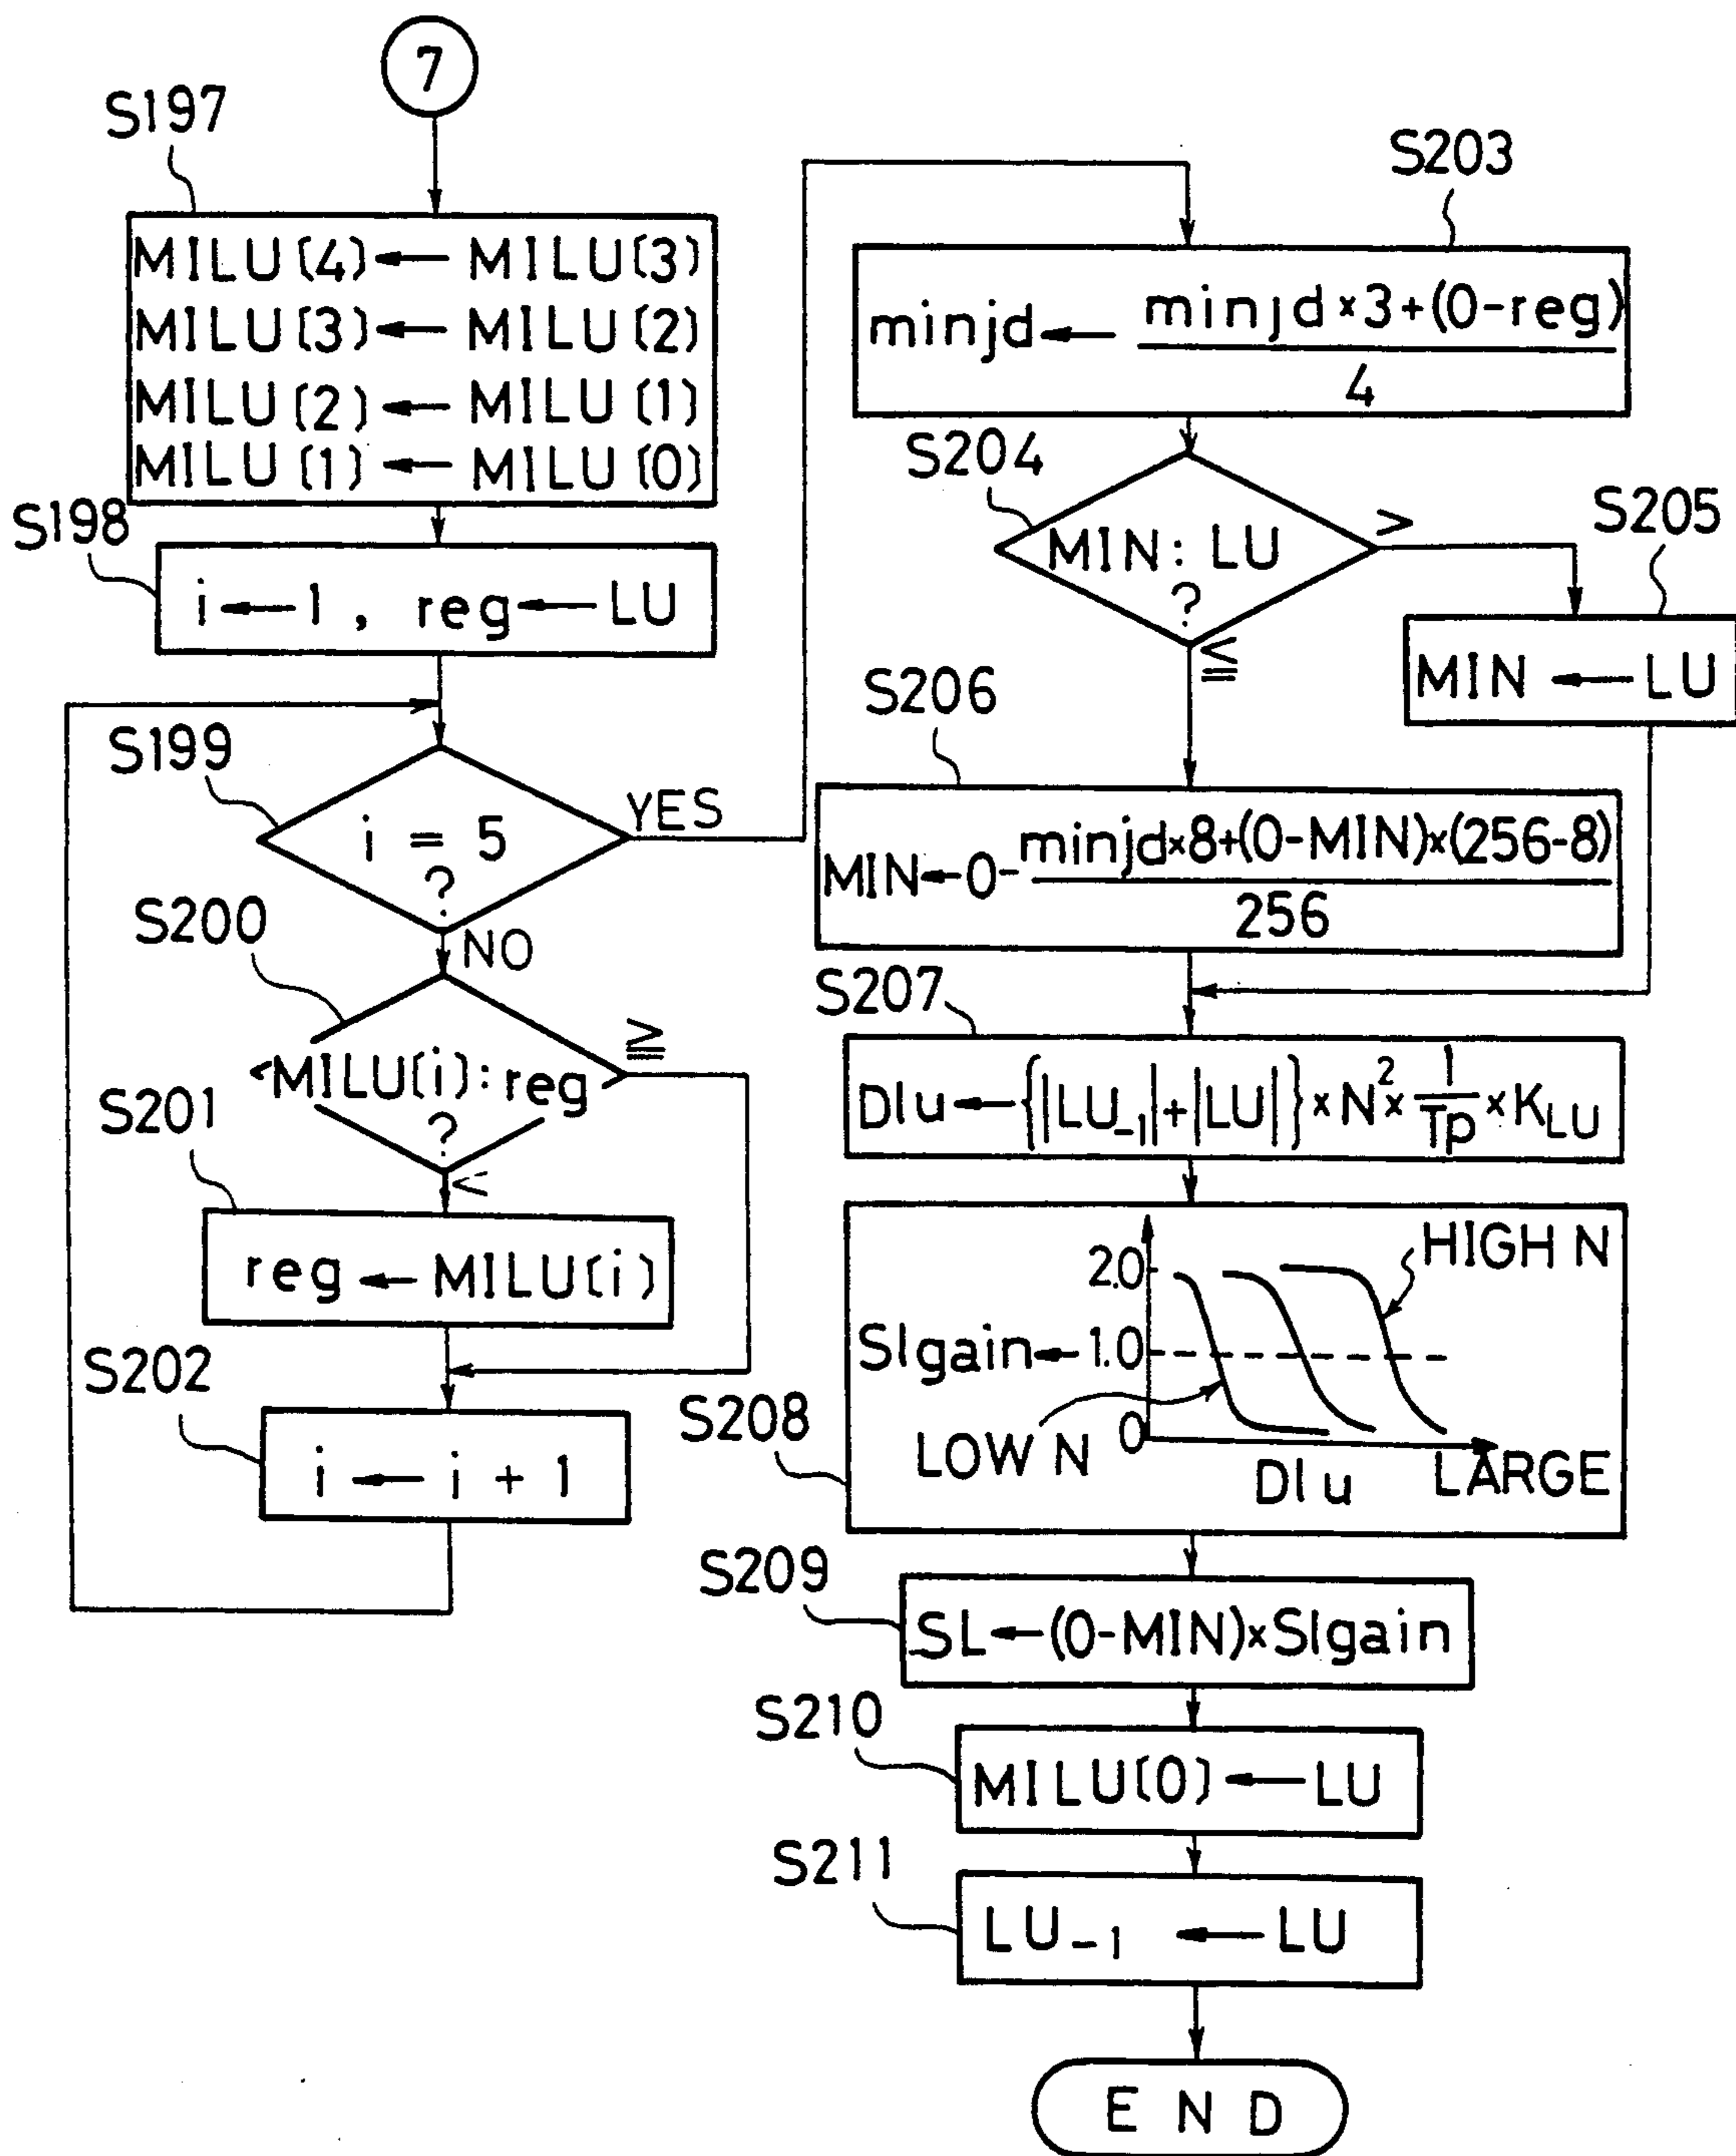 7
S197
MILU(4) ← MILU(3)
MILU(3) ← MILU(2)
MILU(2) ← MILU(1)
MILU(1) ← MILU(0)
S198
i ← 1 , reg ← LU
S199
i = 5
?
YES
NO
S200
MILU(i) : reg
?
≧
<
S201
reg ← MILU(i)
S202
i ← i + 1
S203
minjd ← minjd × 3 + (0-reg)
4
S204
MIN : LU
?
>
≦
S205
MIN ← LU
S206
MIN ← 0 - minjd × 8 + (0-MIN) × (256-8)
256
S207
Dlu ← {|LU₋₁| + |LU|} × N² × 1/Tp × K_LU
S208
HIGH N
2.0
Slgain ← 1.0
0
LOW N
Dlu
LARGE
S209
SL ← (0-MIN) × Slgain
S210
MILU(0) ← LU
S211
LU₋₁ ← LU
END